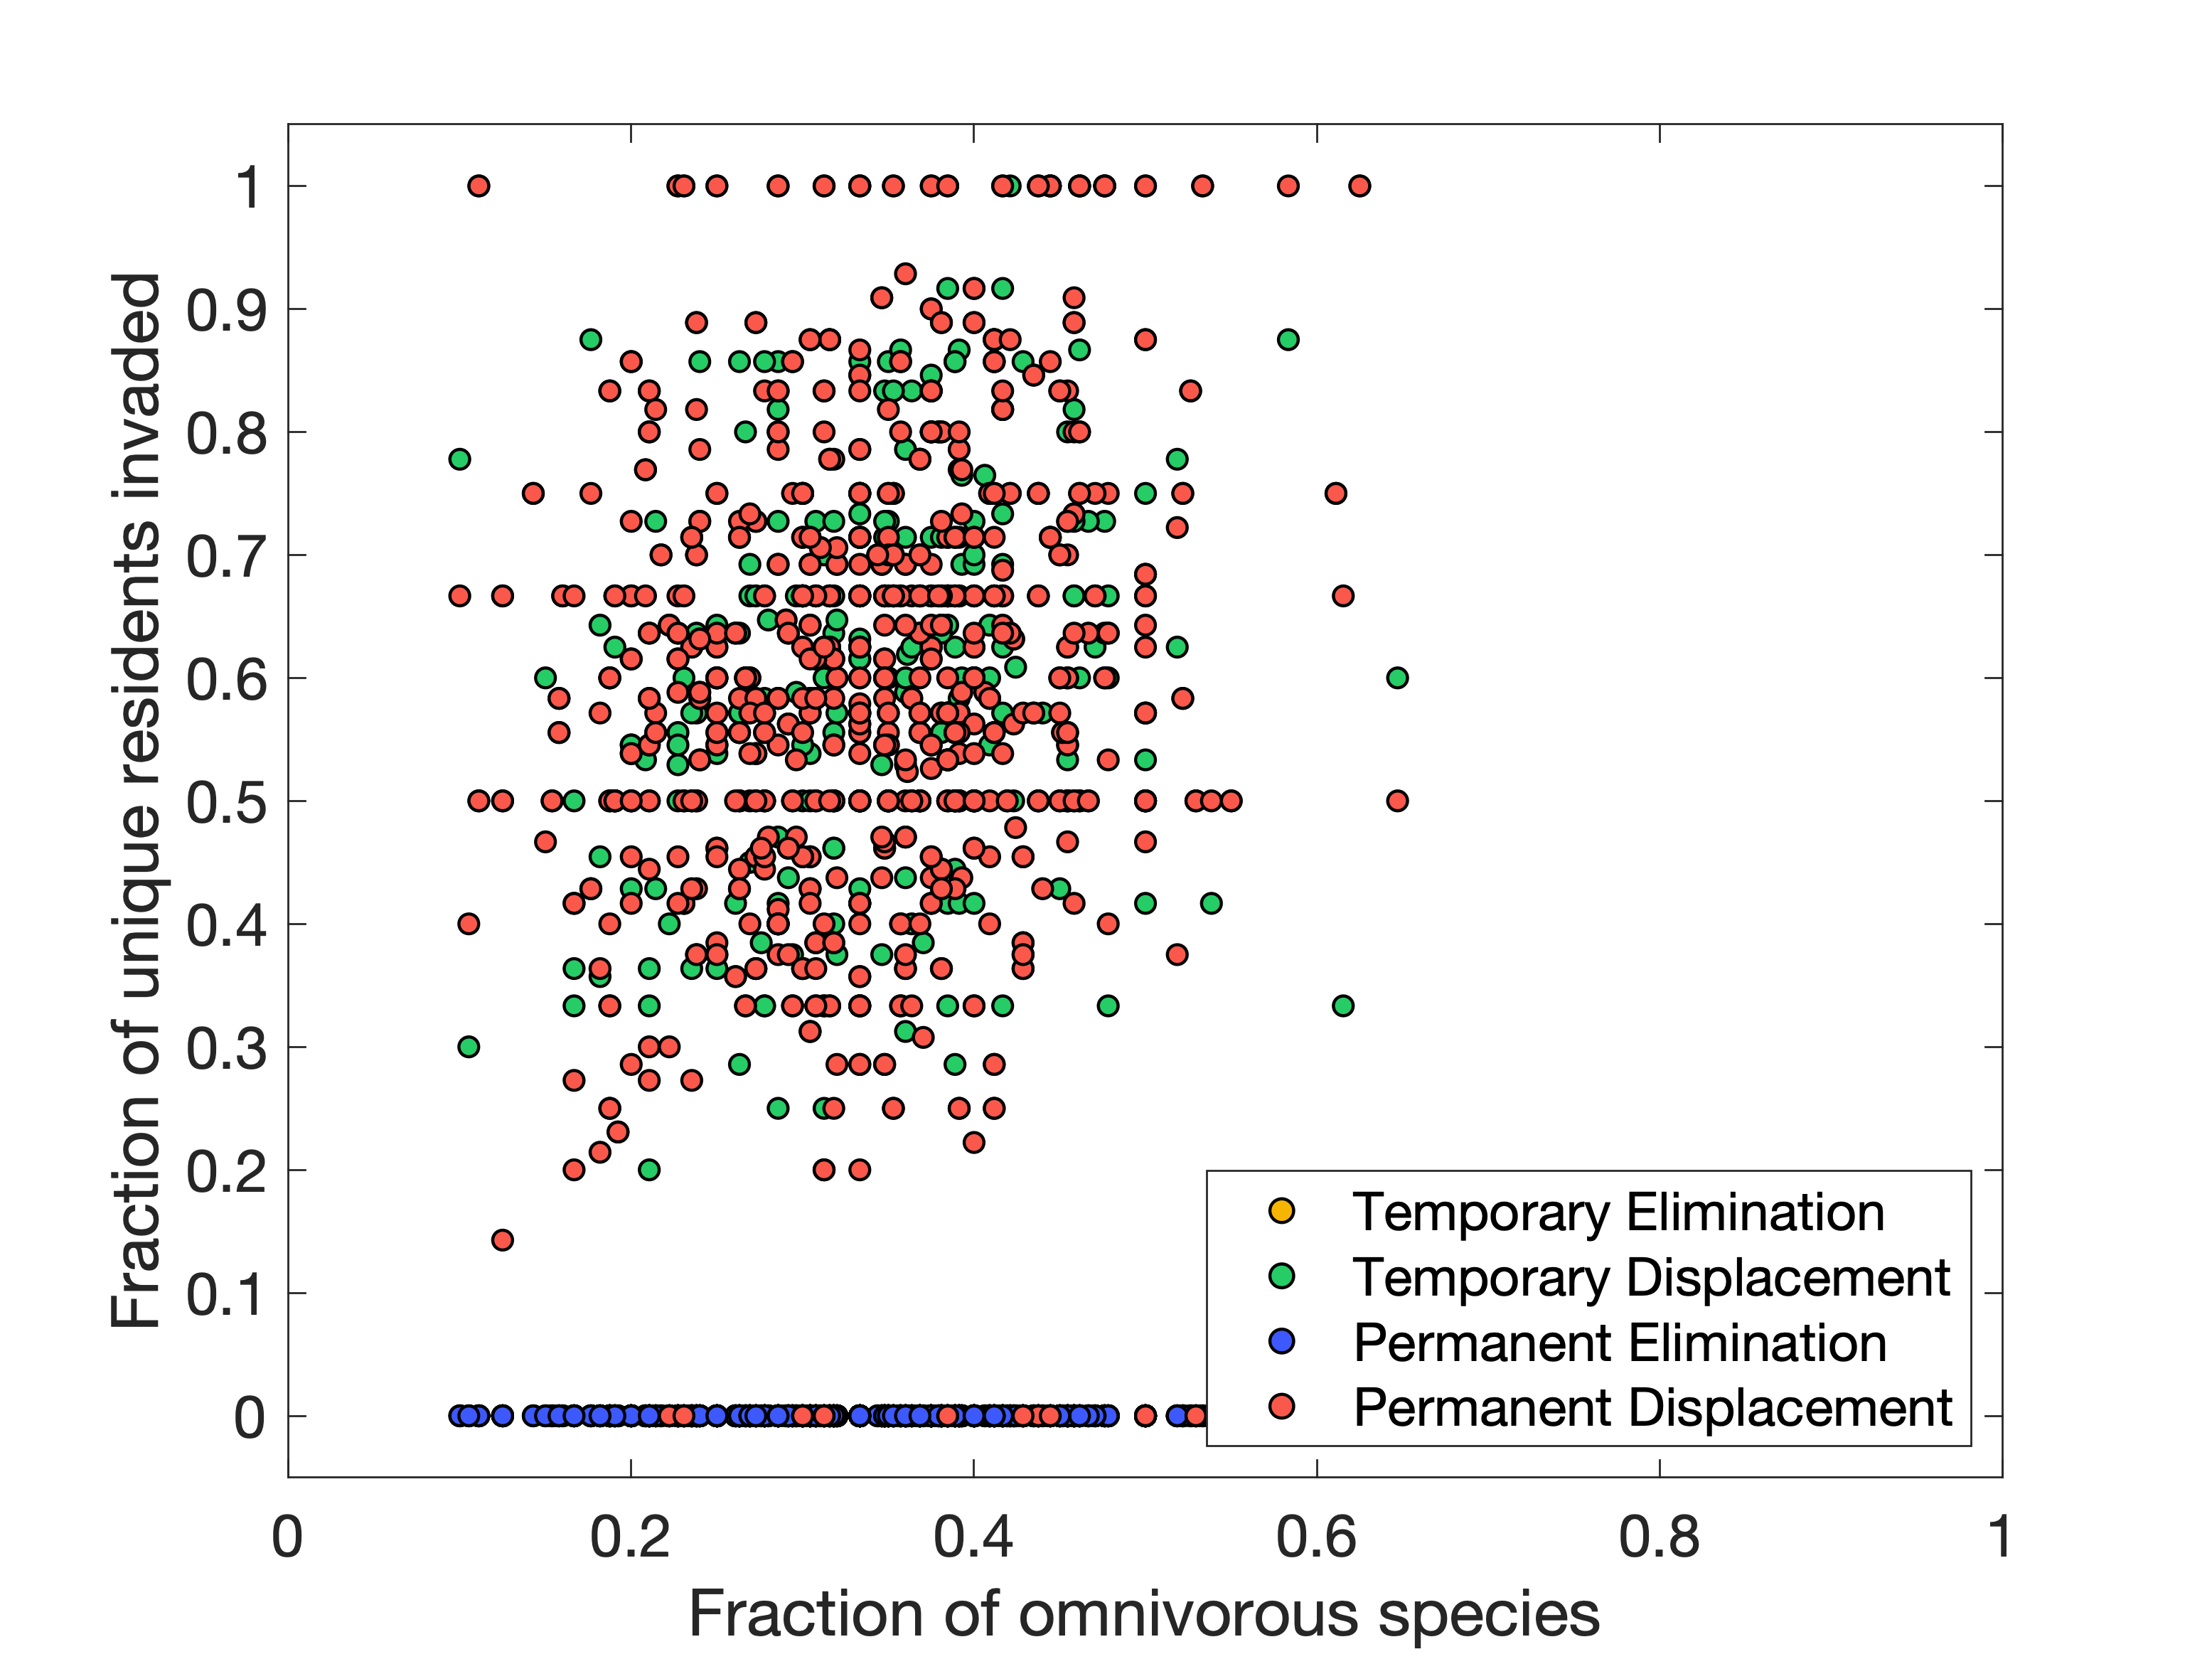 Fraction of unique residents invaded
1
0.9
0.8
0.7
0.6
0.5
0.4
0.3
0.2
0.1
0
Temporary Elimination
Temporary Displacement
Permanent Elimination
Permanent Displacement
0 0.2 0.4 0.6 0.8 1
Fraction of omnivorous species